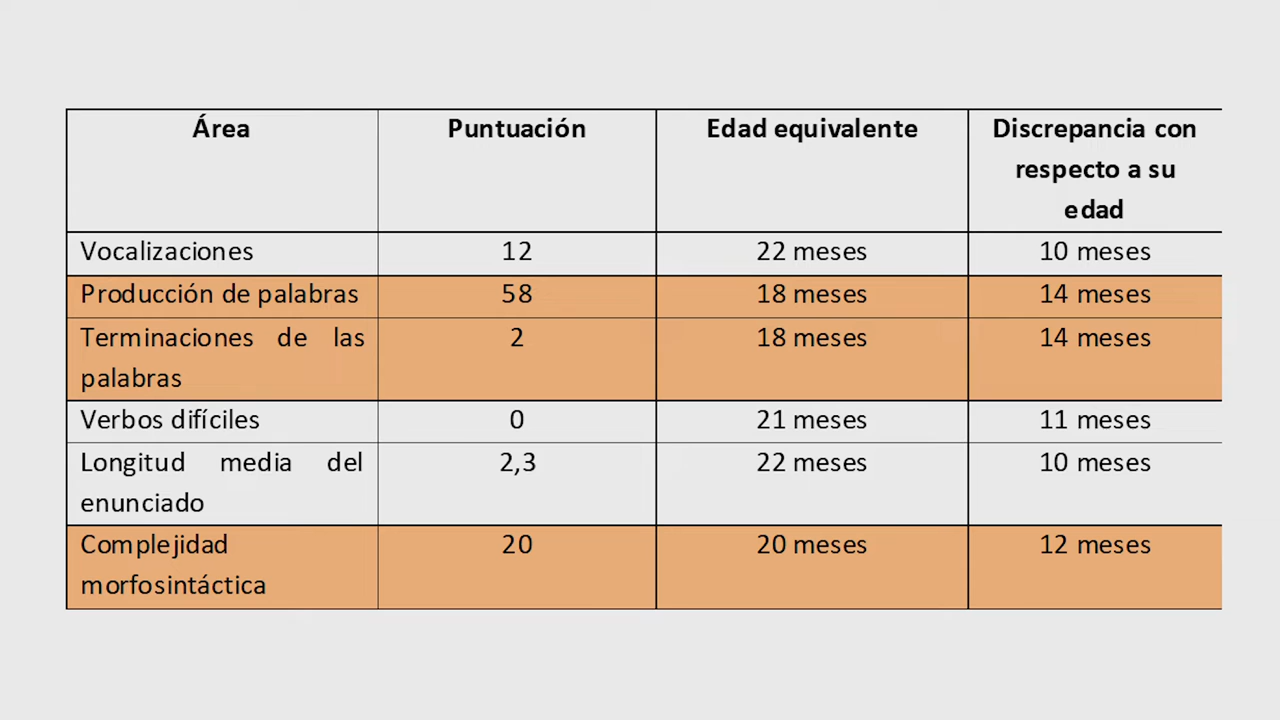 Área Puntuación Edad equivalente Discrepancia con
respecto a su
edad
Vocalizaciones 12 22 meses 10 meses
Producción de palabras 58 18 meses 14 meses
Terminaciones de las 2 18 meses 14 meses
palabras
Verbos difíciles 0 21 meses 11 meses
Longitud media del 2,3 22 meses 10 meses
enunciado
Complejidad 20 20 meses 12 meses
morfosintáctica